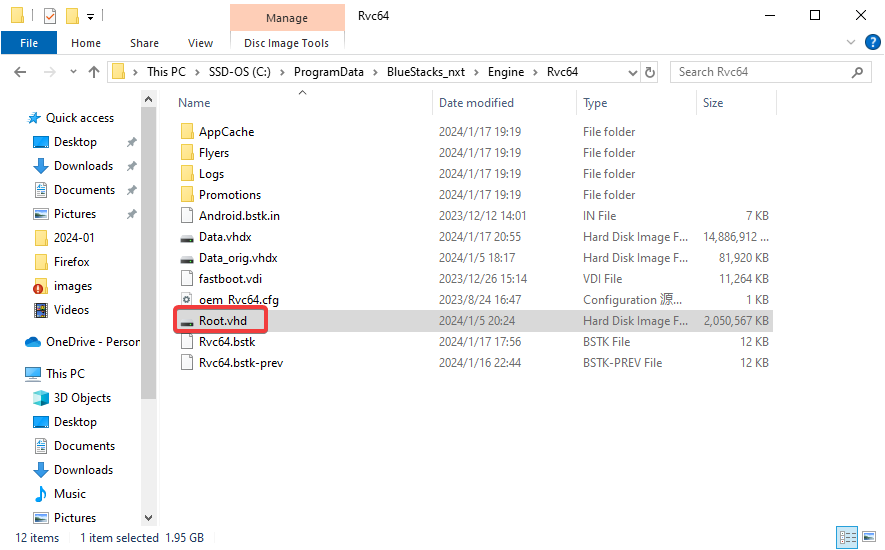 Manage
Rvc64
File
Home
Share
View
Disc Image Tools
This PC
SSD-OS (C:)
ProgramData
BlueStacks_nxt
Engine
Rvc64
Search Rvc64
Name
Date modified
Type
Size
Quick access
Desktop
Downloads
Documents
Pictures
2024-01
Firefox
images
Videos
OneDrive - Person
This PC
3D Objects
Desktop
Documents
Downloads
Music
Pictures
AppCache 2024/1/17 19:19 File folder
Flyers 2024/1/17 19:19 File folder
Logs 2024/1/17 19:19 File folder
Promotions 2024/1/17 19:19 File folder
Android.bstk.in 2023/12/12 14:01 IN File 7 KB
Data.vhdx 2024/1/17 20:55 Hard Disk Image F... 14,886,912 ...
Data_orig.vhdx 2024/1/5 18:17 Hard Disk Image F... 81,920 KB
fastboot.vdi 2023/12/26 15:14 VDI File 11,264 KB
oem_Rvc64.cfg 2023/8/24 16:47 Configuration 源... 1 KB
Root.vhd 2024/1/5 20:24 Hard Disk Image F... 2,050,567 KB
Rvc64.bstk 2024/1/17 17:56 BSTK File 12 KB
Rvc64.bstk-prev 2024/1/16 22:44 BSTK-PREV File 12 KB
12 items
1 item selected 1.95 GB